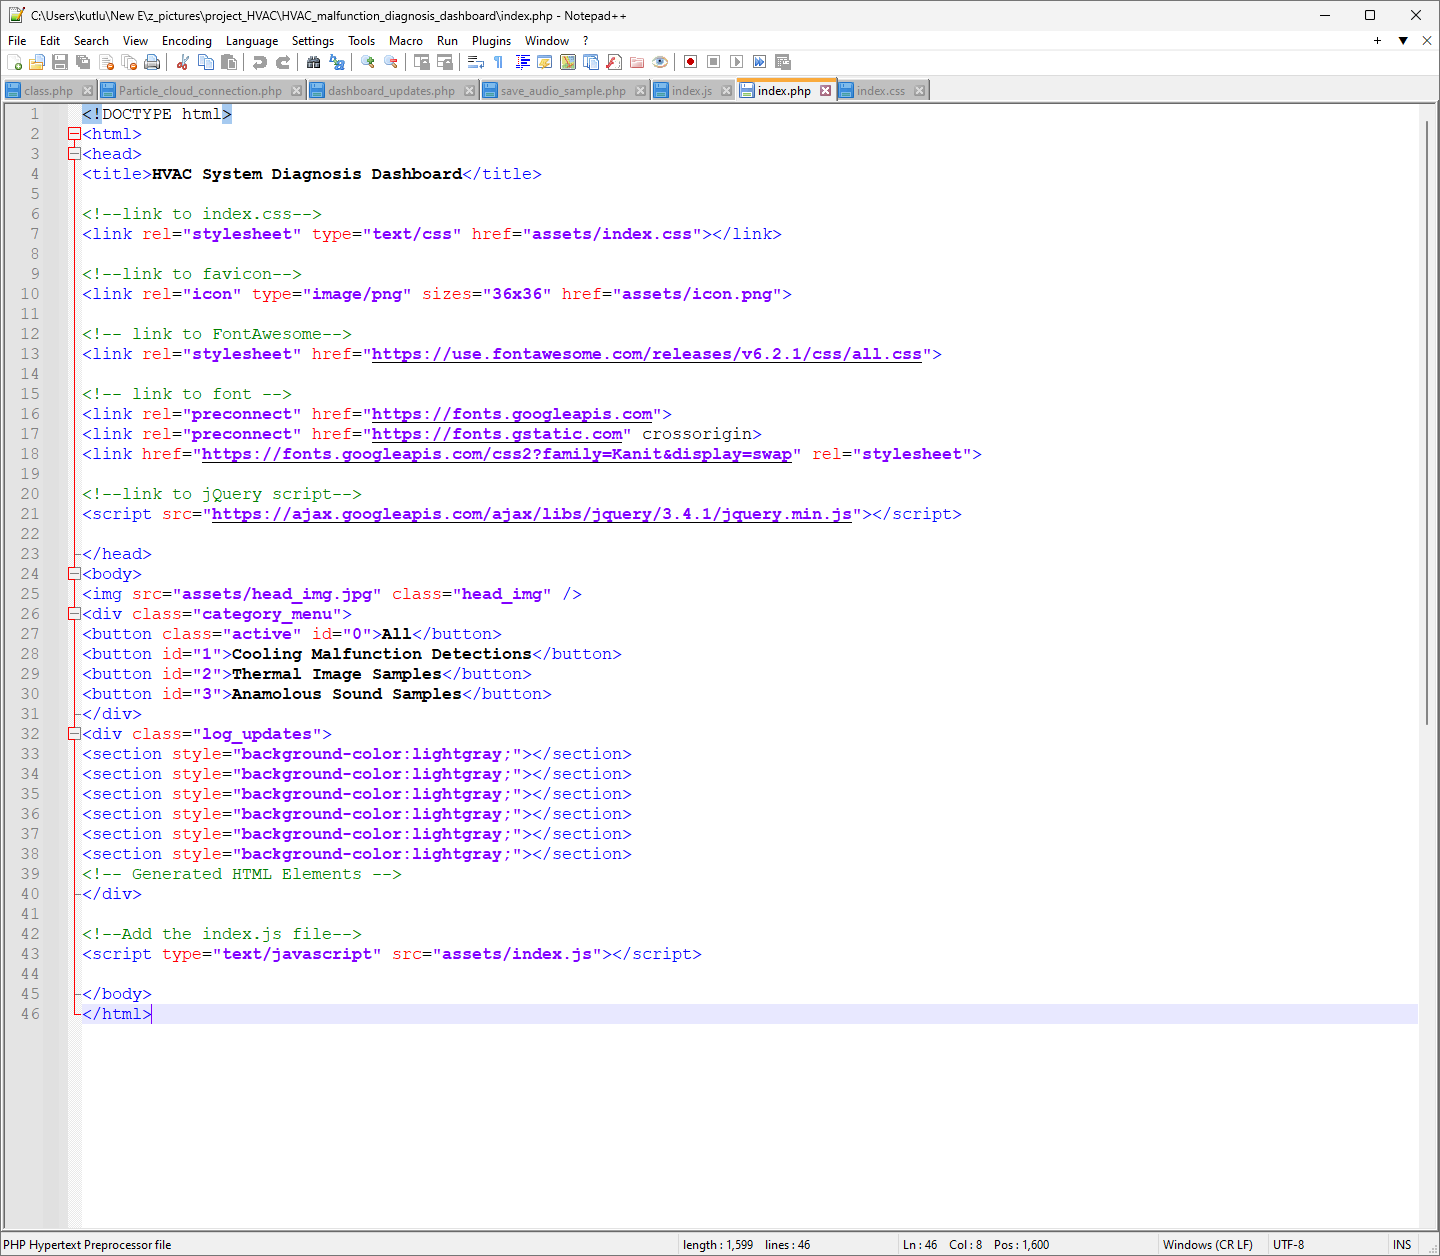 C:\Users\kutlu\New E\z_pictures\project_HVAC\HVAC_malfunction_diagnosis_dashboard\index.php - Notepad++
File Edit Search View Encoding Language Settings Tools Macro Run Plugins Window ?
class.php Particle_cloud_connection.php dashboard_updates.php save_audio_sample.php index.js index.php index.css
1 <!DOCTYPE html>
2 <html>
3 <head>
4 <title>HVAC System Diagnosis Dashboard</title>
5
6 <!--link to index.css-->
7 <link rel="stylesheet" type="text/css" href="assets/index.css"></link>
8
9 <!--link to favicon-->
10 <link rel="icon" type="image/png" sizes="36x36" href="assets/icon.png">
11
12 <!-- link to FontAwesome-->
13 <link rel="stylesheet" href="https://use.fontawesome.com/releases/v6.2.1/css/all.css">
14
15 <!-- link to font -->
16 <link rel="preconnect" href="https://fonts.googleapis.com">
17 <link rel="preconnect" href="https://fonts.gstatic.com" crossorigin>
18 <link href="https://fonts.googleapis.com/css2?family=Kanit&display=swap" rel="stylesheet">
19
20 <!--link to jQuery script-->
21 <script src="https://ajax.googleapis.com/ajax/libs/jquery/3.4.1/jquery.min.js"></script>
22
23 </head>
24 <body>
25 <img src="assets/head_img.jpg" class="head_img" />
26 <div class="category_menu">
27 <button class="active" id="0">All</button>
28 <button id="1">Cooling Malfunction Detections</button>
29 <button id="2">Thermal Image Samples</button>
30 <button id="3">Anamolous Sound Samples</button>
31 </div>
32 <div class="log_updates">
33 <section style="background-color:lightgray;"></section>
34 <section style="background-color:lightgray;"></section>
35 <section style="background-color:lightgray;"></section>
36 <section style="background-color:lightgray;"></section>
37 <section style="background-color:lightgray;"></section>
38 <section style="background-color:lightgray;"></section>
39 <!-- Generated HTML Elements -->
40 </div>
41
42 <!--Add the index.js file-->
43 <script type="text/javascript" src="assets/index.js"></script>
44
45 </body>
46 </html>
PHP Hypertext Preprocessor file length : 1,599 lines : 46 Ln : 46 Col : 8 Pos : 1,600 Windows (CR LF) UTF-8 INS